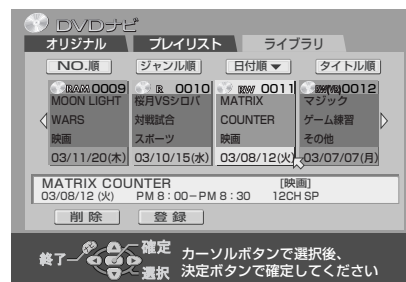 DVDナビ
オリジナル プレイリスト ライブラリ
NO.順 ジャンル順 日付順▼ タイトル順
RAM 0009 R 0010 RW 0011 RW(VR) 0012
MOON LIGHT 桜月VSシロバ MATRIX マジック
WARS 対戦試合 COUNTER ゲーム練習
映画 スポーツ 映画 その他
03/11/20(木) 03/10/15(水) 03/08/12(火) 03/07/07(月)
MATRIX COUNTER [映画]
03/08/12 (火) PM 8：00－PM 8：30 12CH SP
削 除 登 録
終了 確定 カーソルボタンで選択後、
選択 決定ボタンで確定してください